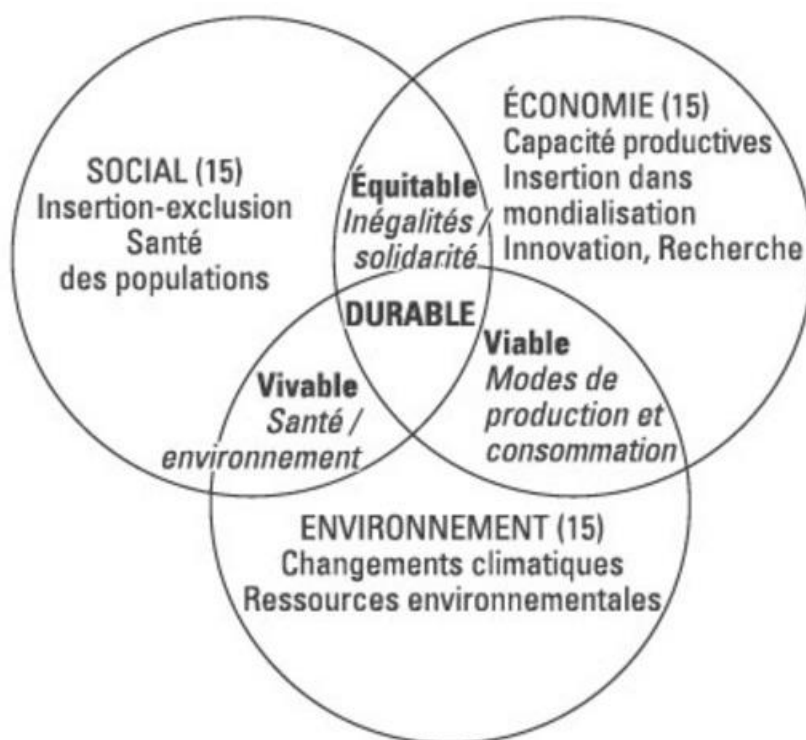 SOCIAL (15)
Insertion-exclusion
Santé
des populations
ÉCONOMIE (15)
Capacité productives
Insertion dans
mondialisation
Innovation, Recherche
Équitable
Inégalités /
solidarité
DURABLE
Vivable
Santé /
environnement
Viable
Modes de
production et
consommation
ENVIRONNEMENT (15)
Changements climatiques
Ressources environnementales